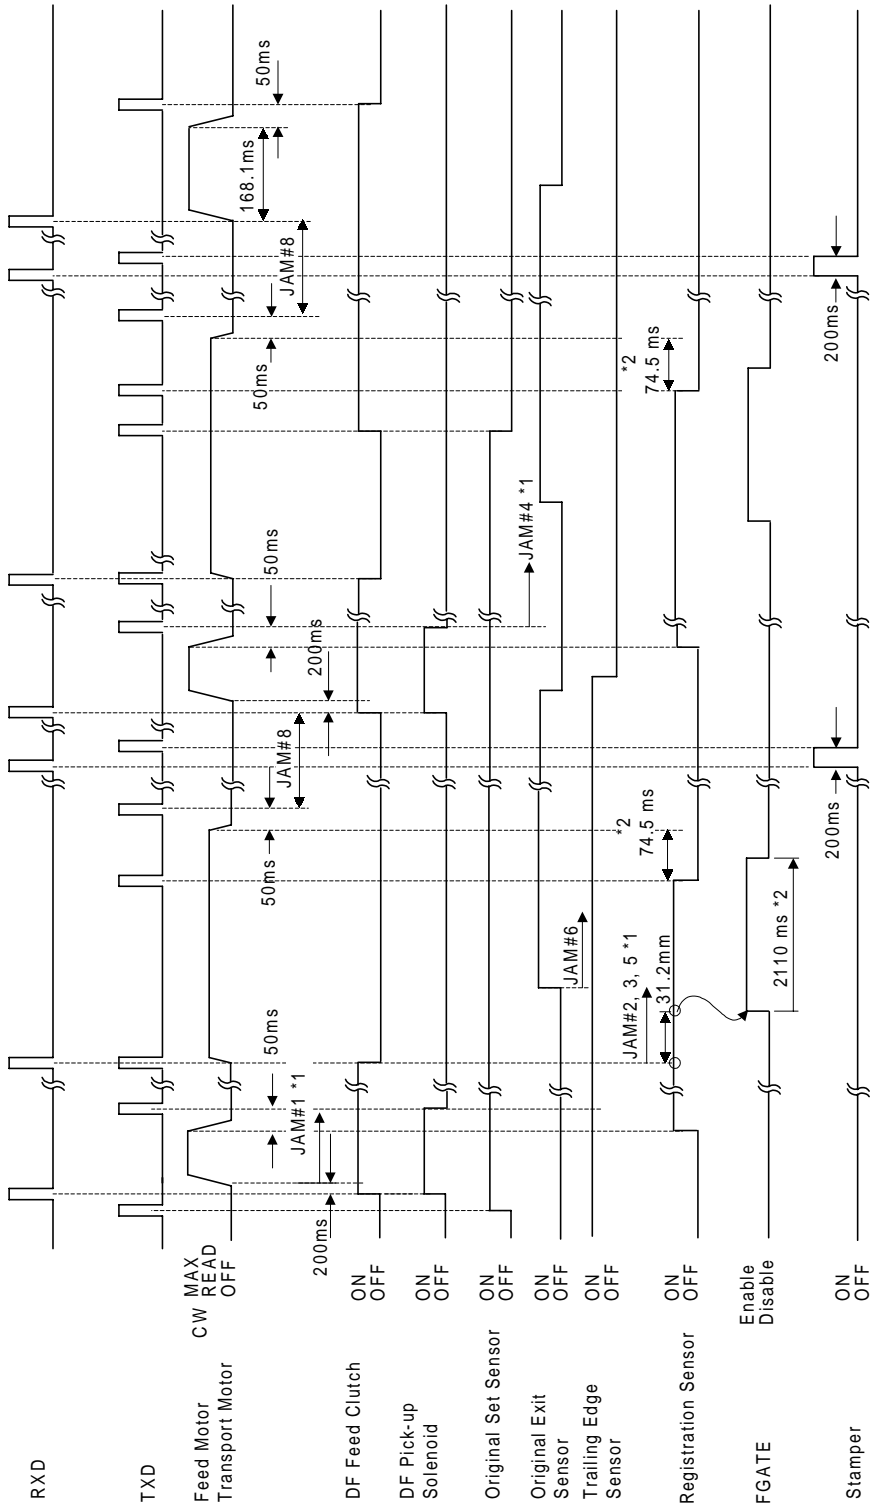 RXD
TXD
Feed Motor
Transport Motor
CW
MAX
READ
OFF
50ms
168.1ms
JAM#8
50ms
50ms
200ms
JAM#8
50ms
50ms
JAM#1 *1
200ms
DF Feed Clutch
ON
OFF
DF Pick-up
Solenoid
ON
OFF
Original Set Sensor
ON
OFF
Original Exit
Sensor
ON
OFF
JAM#4 *1
JAM#6
Trailing Edge
Sensor
ON
OFF
Registration Sensor
ON
OFF
*2
74.5 ms
*2
74.5 ms
JAM#2, 3, 5 *1
31.2mm
FGATE
Enable
Disable
2110 ms *2
Stamper
ON
OFF
200ms
200ms